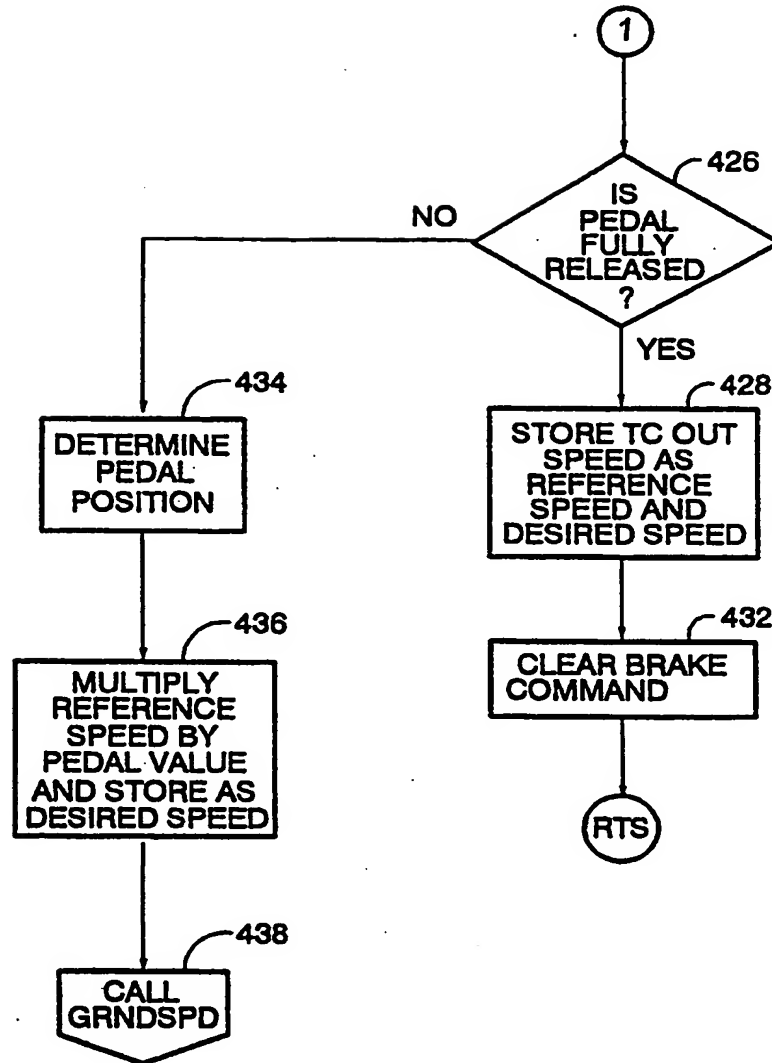 1
426
IS
PEDAL
FULLY
RELEASED
?
NO
YES
434
DETERMINE
PEDAL
POSITION
428
STORE TC OUT
SPEED AS
REFERENCE
SPEED AND
DESIRED SPEED
436
MULTIPLY
REFERENCE
SPEED BY
PEDAL VALUE
AND STORE AS
DESIRED SPEED
432
CLEAR BRAKE
COMMAND
RTS
438
CALL
GRNDSPD